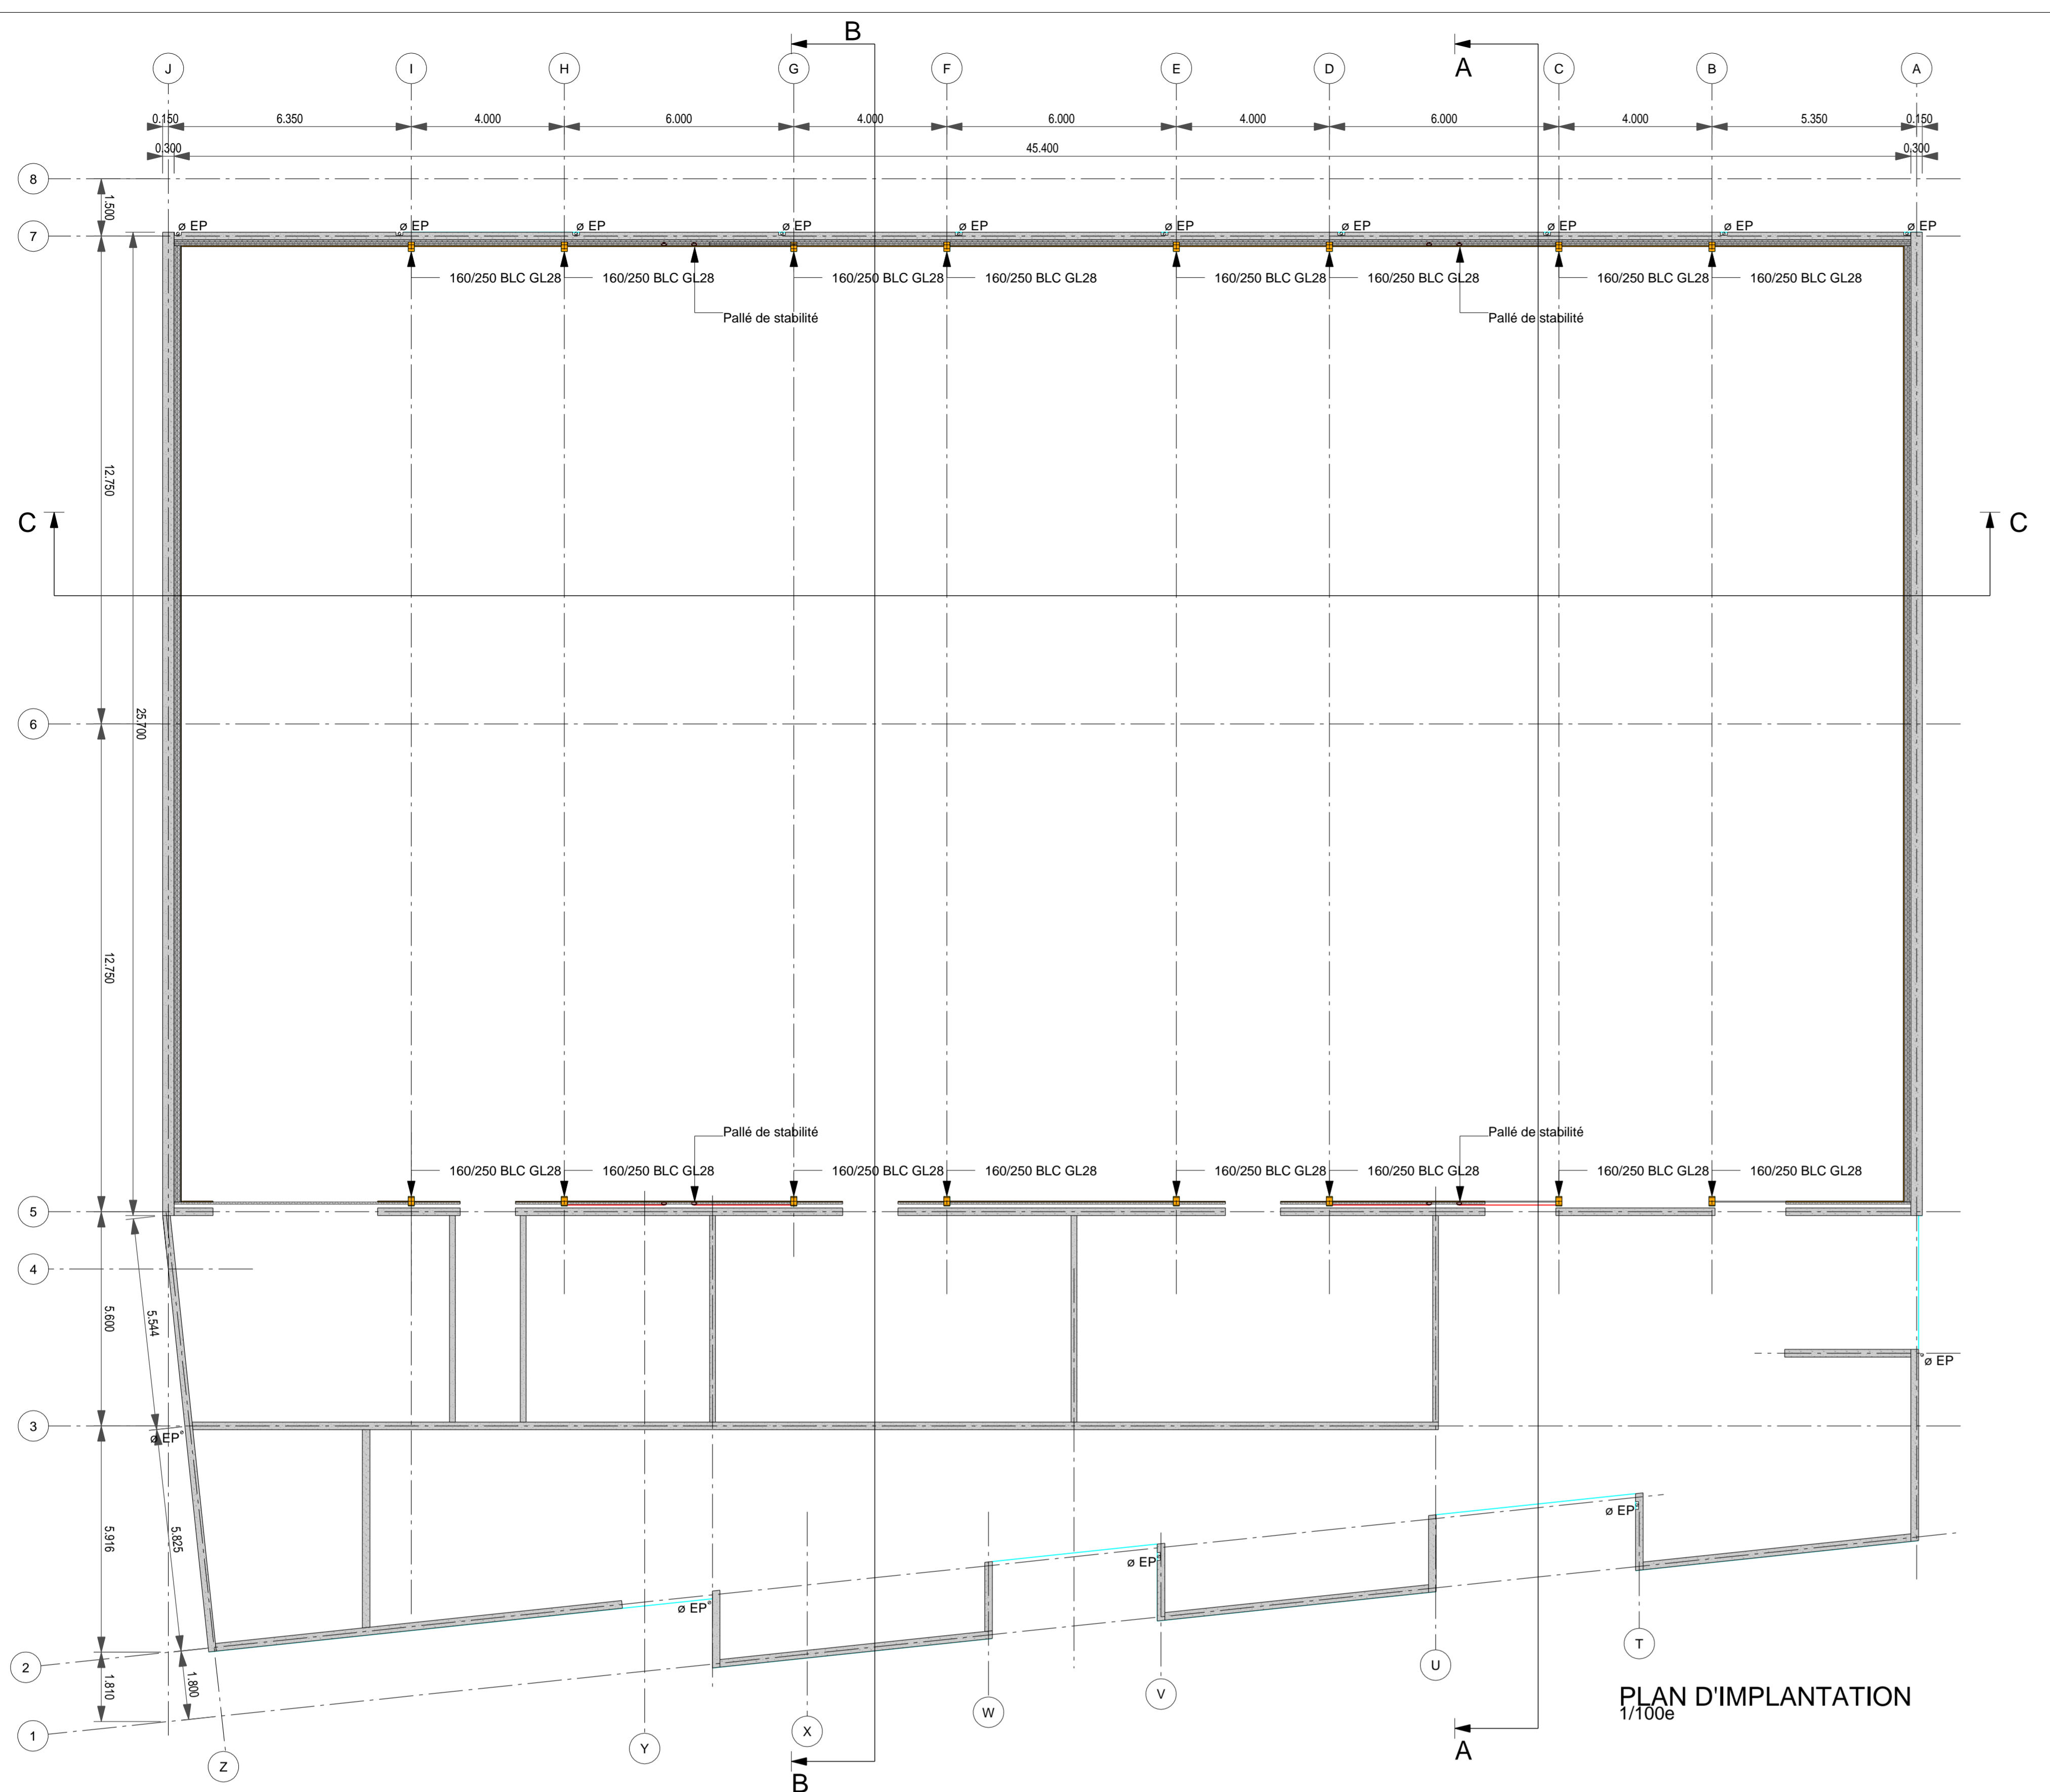 B
A
J I H G F E D C B A
0.150 6.350 4.000 6.000 4.000 6.000 4.000 6.000 4.000 5.350 0.150
0.300 45.400 0.300
8
1.500
7
ø EP ø EP ø EP ø EP ø EP ø EP ø EP ø EP ø EP ø EP
160/250 BLC GL28 160/250 BLC GL28 160/250 BLC GL28 160/250 BLC GL28 160/250 BLC GL28 160/250 BLC GL28 160/250 BLC GL28 160/250 BLC GL28
Pallé de stabilité Pallé de stabilité
12.750
C C
25.700
6
12.750
Pallé de stabilité Pallé de stabilité
160/250 BLC GL28 160/250 BLC GL28 160/250 BLC GL28 160/250 BLC GL28 160/250 BLC GL28 160/250 BLC GL28 160/250 BLC GL28 160/250 BLC GL28
5
4
5.600
5.544
ø EP
3
ø EP
ø EP
5.916
5.825
ø EP
ø EP
2
1.810
1.800
1
Z Y X W V U T
PLAN D'IMPLANTATION
1/100e
A
B